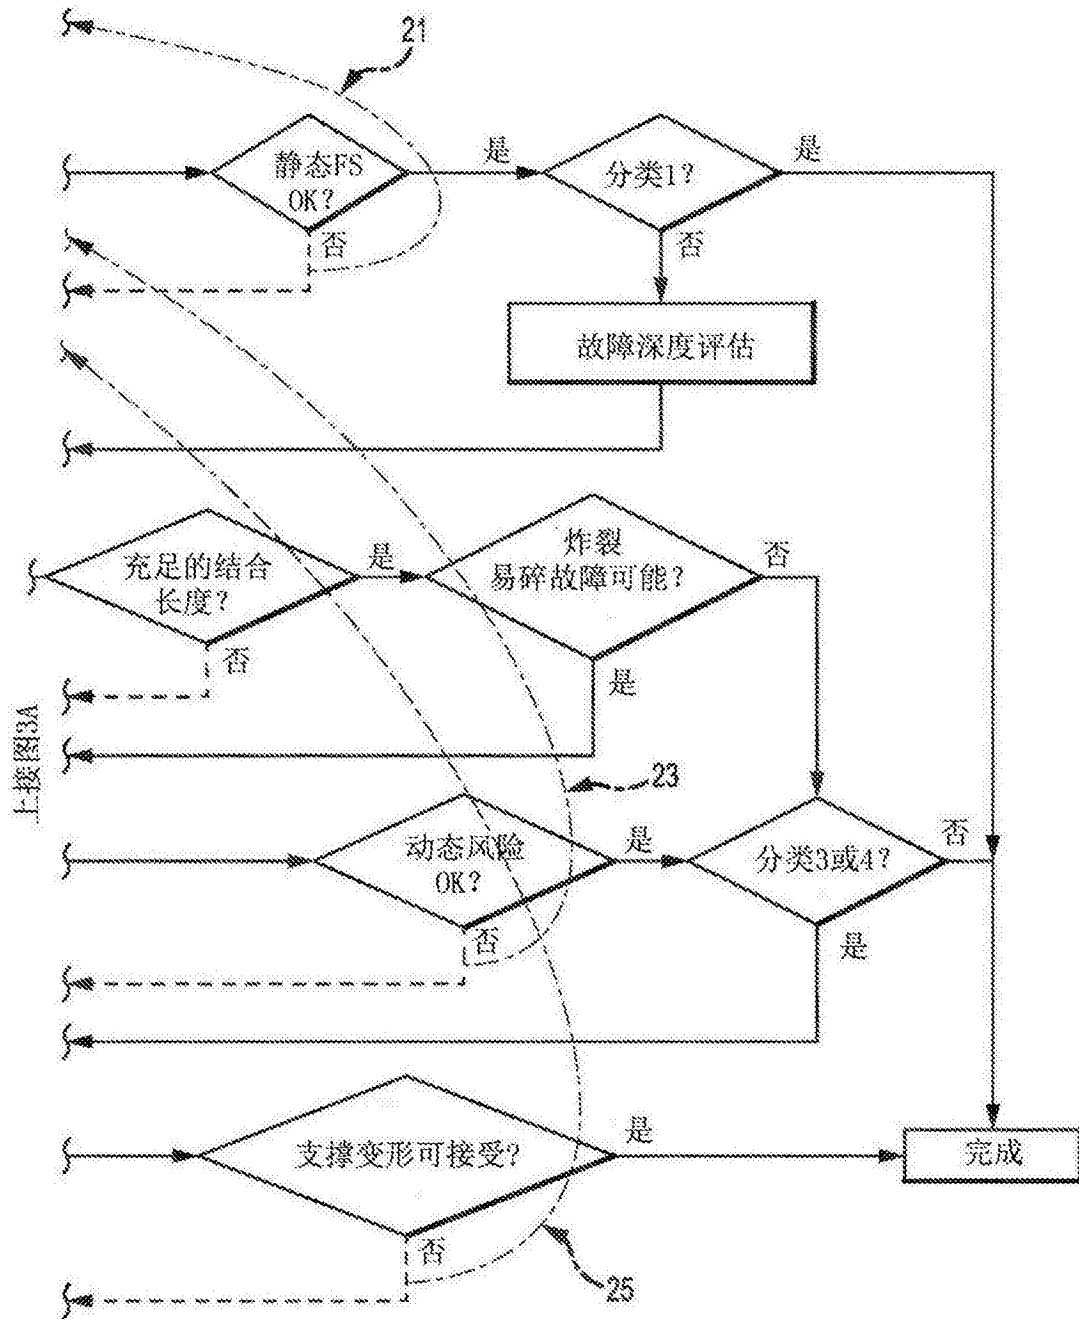 21
静态FS
OK?
是
分类1?
是
否
否
故障深度评估
充足的结合
长度?
是
炸裂
易碎故障可能?
否
否
是
上接图3A
23
动态风险
OK?
是
分类3或4?
否
否
是
支撑变形可接受?
是
完成
否
25